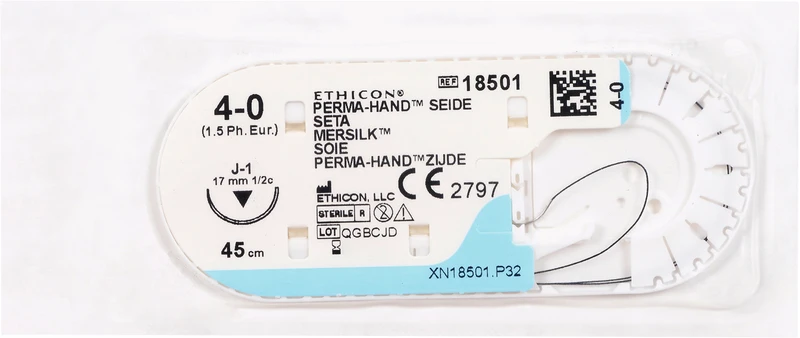 4-0
(1.5 Ph. Eur.)
J-1
17 mm 1/2c
45 cm
ETHICON®
REF 18501
PERMA-HAND™ SEIDE
SETA
MERSILK™
SOIE
PERMA-HAND™ZIJDE
ETHICON, LLC
CE 2797
STERILE R
2
LOT QGBCJD
XN18501.P32
4-0